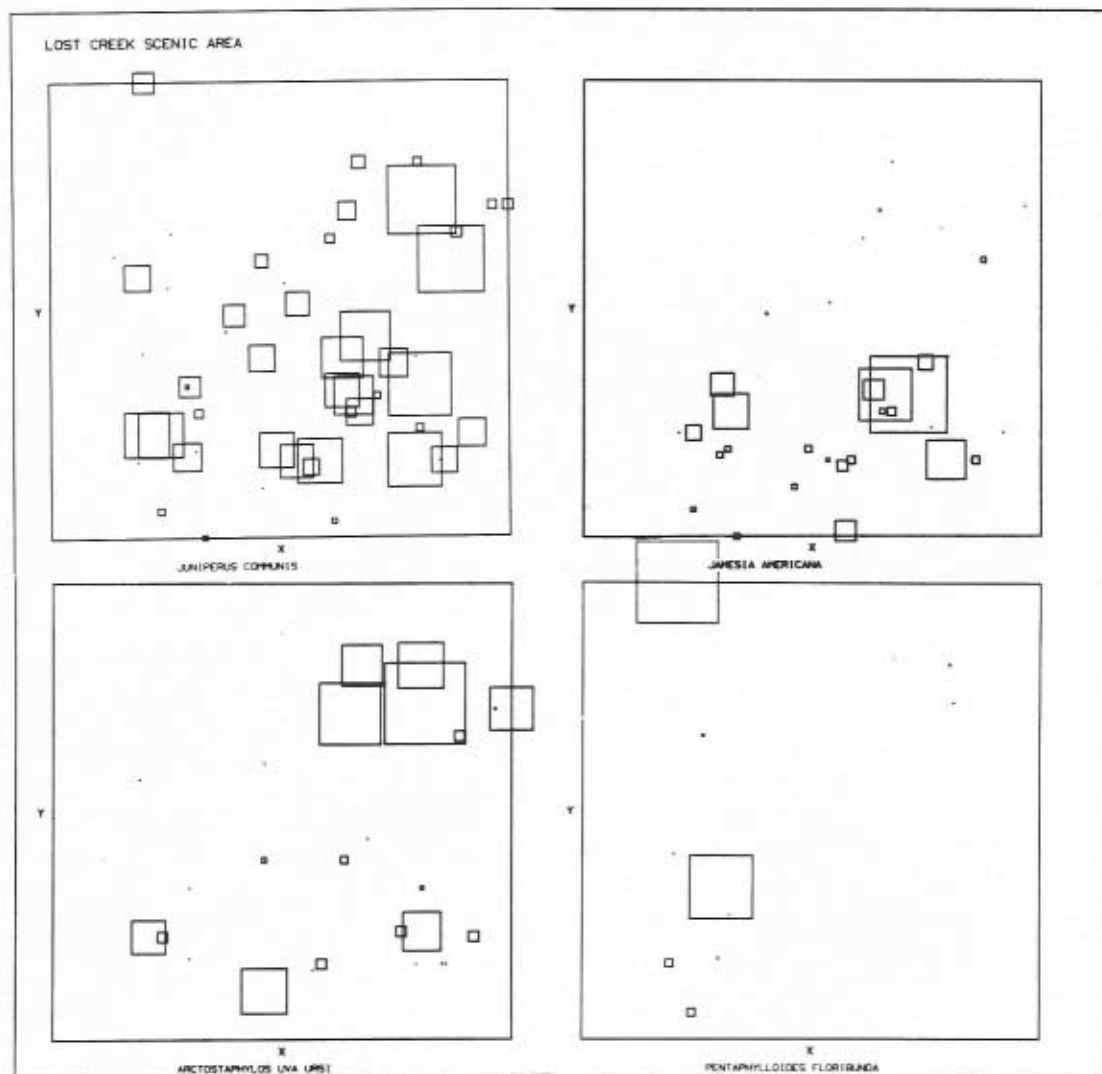 LOST CREEK SCENIC AREA
Y
X
JUNIPERUS COMMUNIS
Y
X
JAMESIA AMERICANA
Y
X
ARCTOSTAPHYLOS UVA URSI
Y
X
PENTAPHYLLOIDES FLORIBUNDA